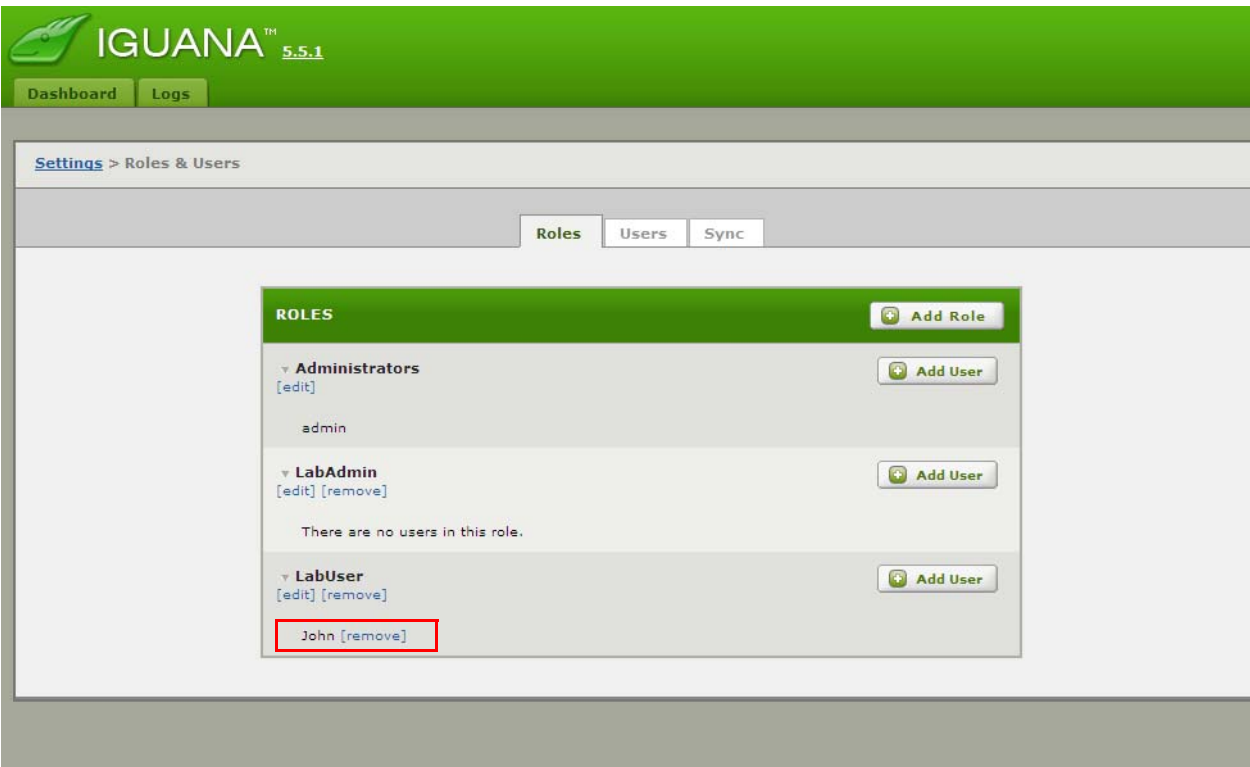 IGUANA™ 5.5.1
Dashboard Logs
Settings > Roles & Users
Roles Users Sync
ROLES Add Role
Administrators Add User
[edit]
admin
LabAdmin Add User
[edit] [remove]
There are no users in this role.
LabUser Add User
[edit] [remove]
John [remove]